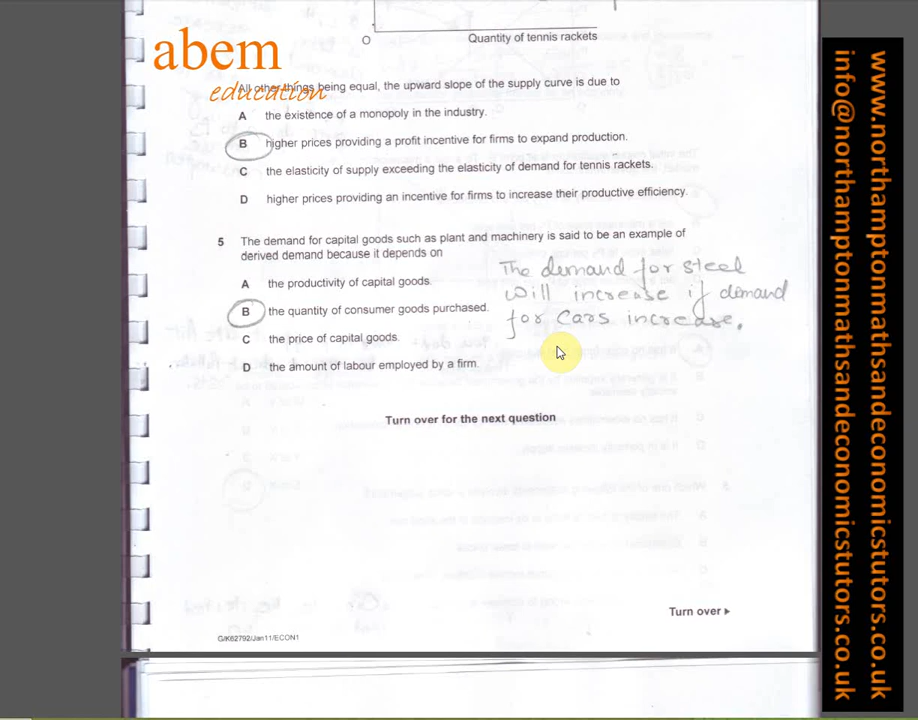 O
Quantity of tennis rackets
abem
education
All other things being equal, the upward slope of the supply curve is due to
A the existence of a monopoly in the industry.
B higher prices providing a profit incentive for firms to expand production.
C the elasticity of supply exceeding the elasticity of demand for tennis rackets.
D higher prices providing an incentive for firms to increase their productive efficiency.
5 The demand for capital goods such as plant and machinery is said to be an example of
derived demand because it depends on
A the productivity of capital goods.
B the quantity of consumer goods purchased.
C the price of capital goods.
D the amount of labour employed by a firm.
The demand for steel
will increase if demand
for cars increase.
Turn over for the next question
Turn over
G/K62792/Jan11/ECON1
www.northamptonmathsandeconomicstutors.co.uk
info@northamptonmathsandeconomicstutors.co.uk